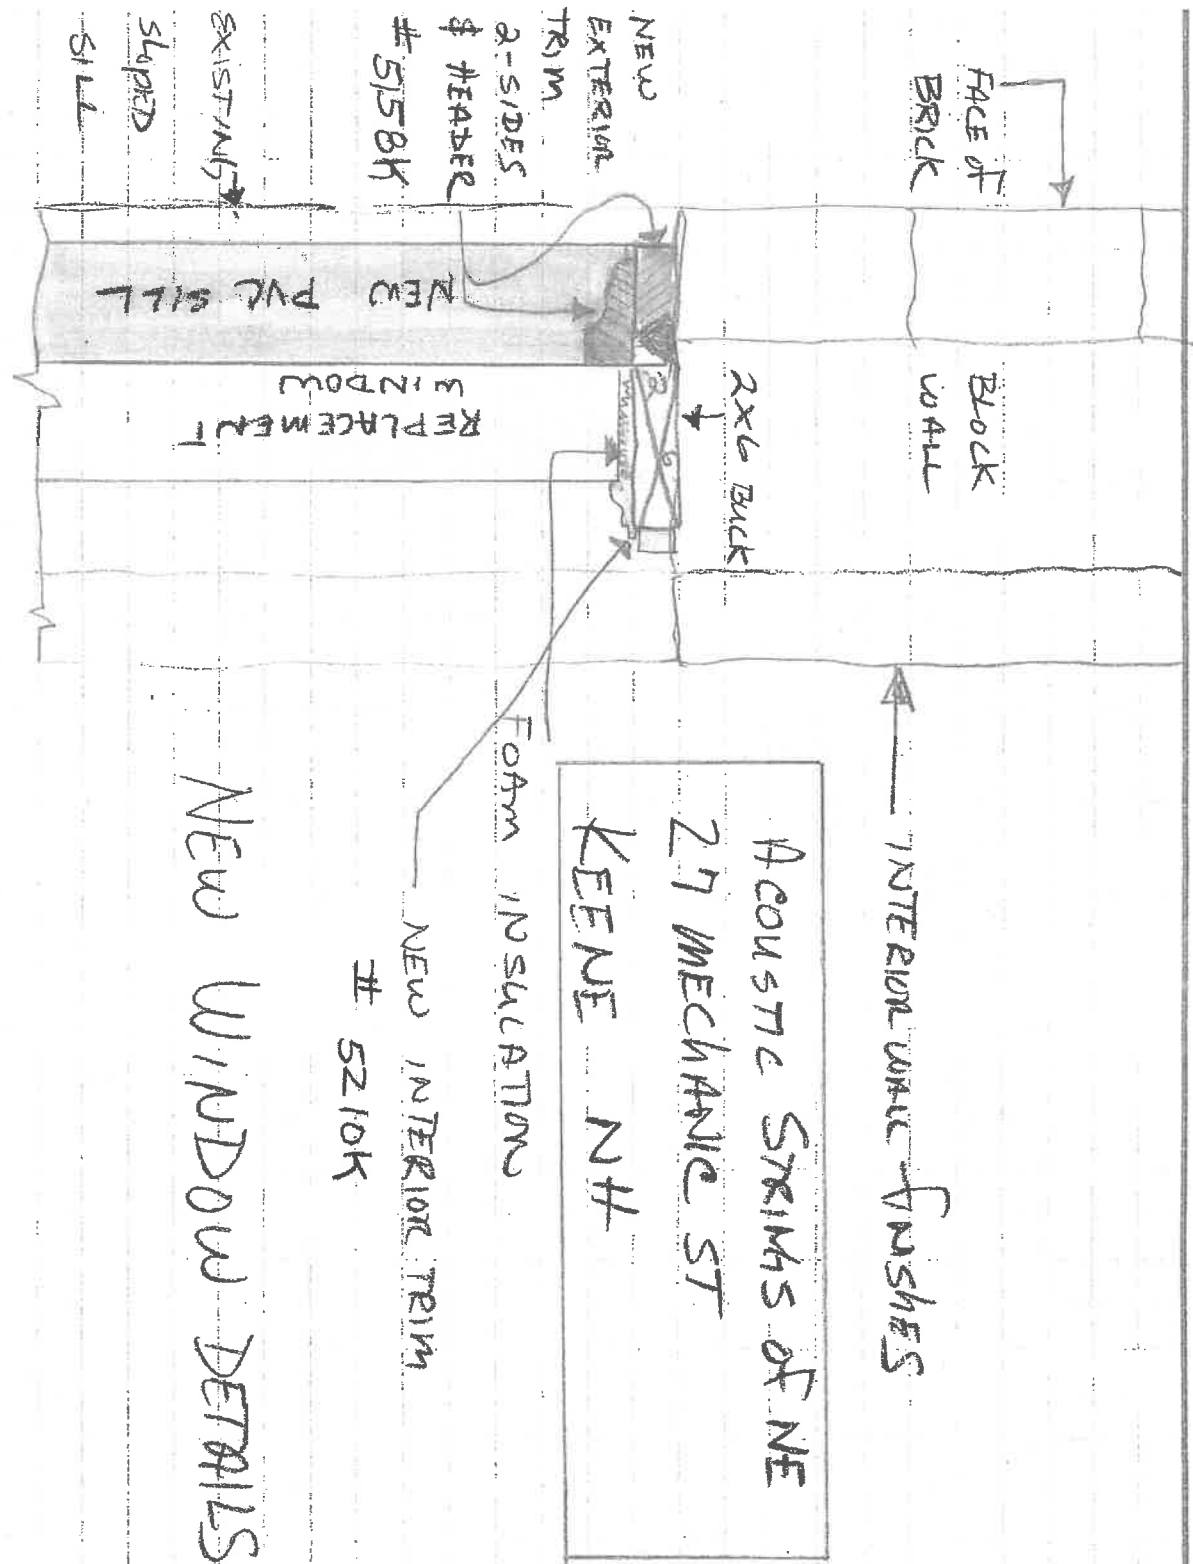 FACE of
BRICK
NEW
EXTERIOR
TRIM
2-SIDES
& HEADER
# 5158K
EXISTING
SLOPED
SILL
BLOCK
WALL
2X6 BUCK
NEW PVC SILL
REPLACEMENT
WINDOW
INTERIOR WALL finshES
ACOUSTIC STRINGS of NE
27 MECHANIC ST
KEENE NH
FOAM INSULATION
NEW INTERIOR TRIM
# 5210K
NEW WINDOW DETAILS